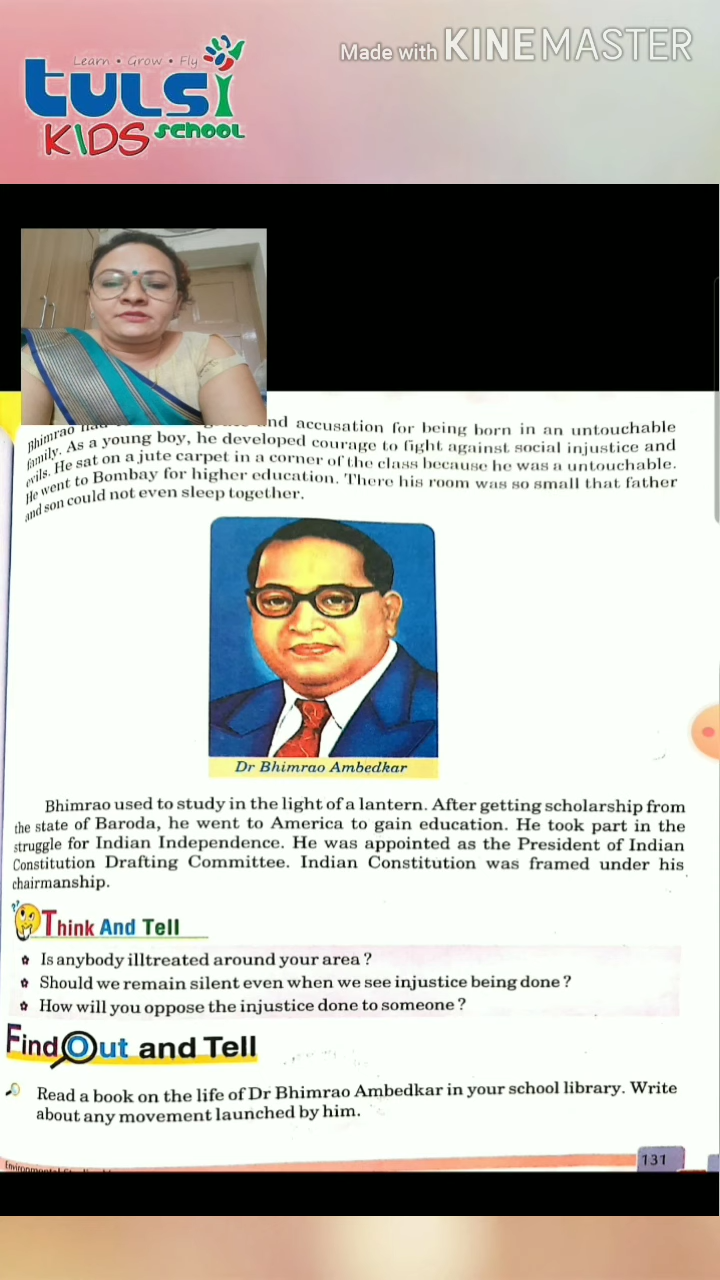 Learn • Grow • Fly
tulsi
KIDS school
Made with KINEMASTER
Bhimrao and accusation for being born in an untouchable
family. As a young boy, he developed courage to fight against social injustice and
evils. He sat on a jute carpet in a corner of the class because he was a untouchable.
He went to Bombay for higher education. There his room was so small that father
and son could not even sleep together.
Dr Bhimrao Ambedkar
Bhimrao used to study in the light of a lantern. After getting scholarship from
the state of Baroda, he went to America to gain education. He took part in the
struggle for Indian Independence. He was appointed as the President of Indian
Constitution Drafting Committee. Indian Constitution was framed under his
chairmanship.
Think And Tell
Is anybody illtreated around your area ?
Should we remain silent even when we see injustice being done ?
How will you oppose the injustice done to someone ?
Find Out and Tell
Read a book on the life of Dr Bhimrao Ambedkar in your school library. Write
about any movement launched by him.
131